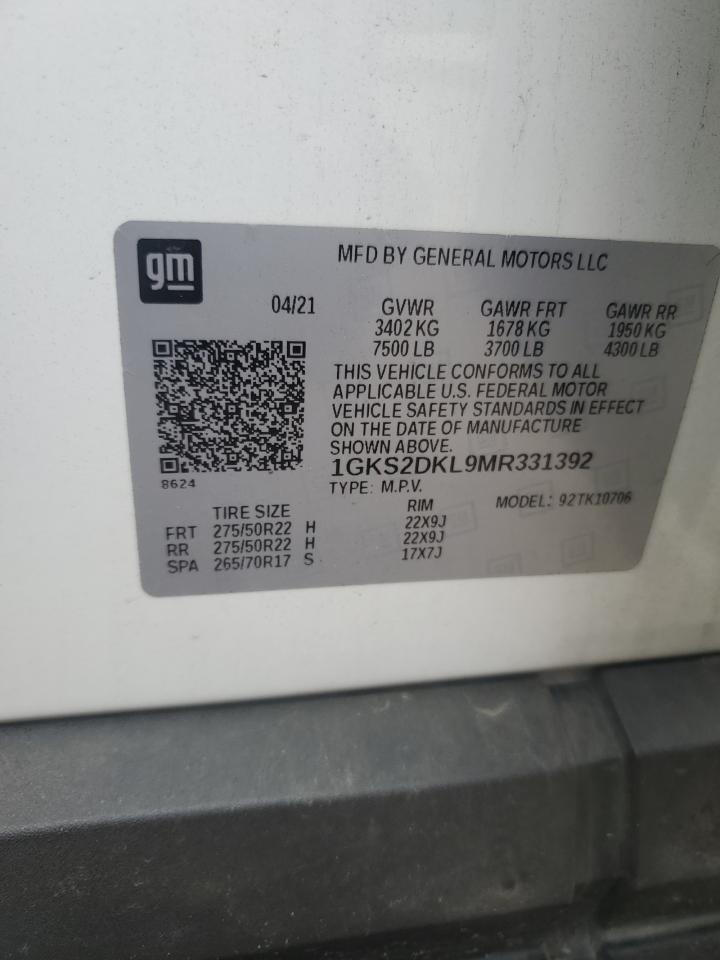 gm
MFD BY GENERAL MOTORS LLC
04/21 GVWR GAWR FRT GAWR RR
3402 KG 1678 KG 1950 KG
7500 LB 3700 LB 4300 LB
THIS VEHICLE CONFORMS TO ALL
APPLICABLE U.S. FEDERAL MOTOR
VEHICLE SAFETY STANDARDS IN EFFECT
ON THE DATE OF MANUFACTURE
SHOWN ABOVE.
1GKS2DKL9MR331392
8624
TYPE: M.P.V. MODEL: 92TK10706
TIRE SIZE RIM
FRT 275/50R22 H 22X9J
RR 275/50R22 H 22X9J
SPA 265/70R17 S 17X7J